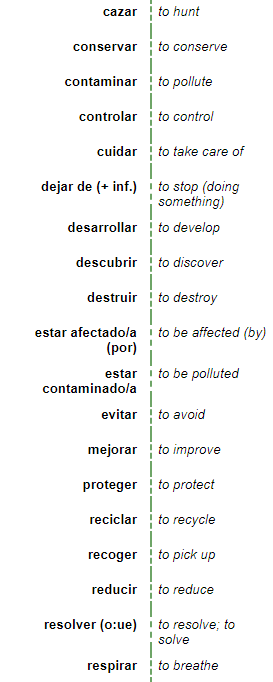 cazar to hunt
conservar to conserve
contaminar to pollute
controlar to control
cuidar to take care of
dejar de (+ inf.) to stop (doing
something)
desarrollar to develop
descubrir to discover
destruir to destroy
estar afectado/a to be affected (by)
(por)
estar to be polluted
contaminado/a
evitar to avoid
mejorar to improve
proteger to protect
reciclar to recycle
recoger to pick up
reducir to reduce
resolver (o:ue) to resolve; to
solve
respirar to breathe